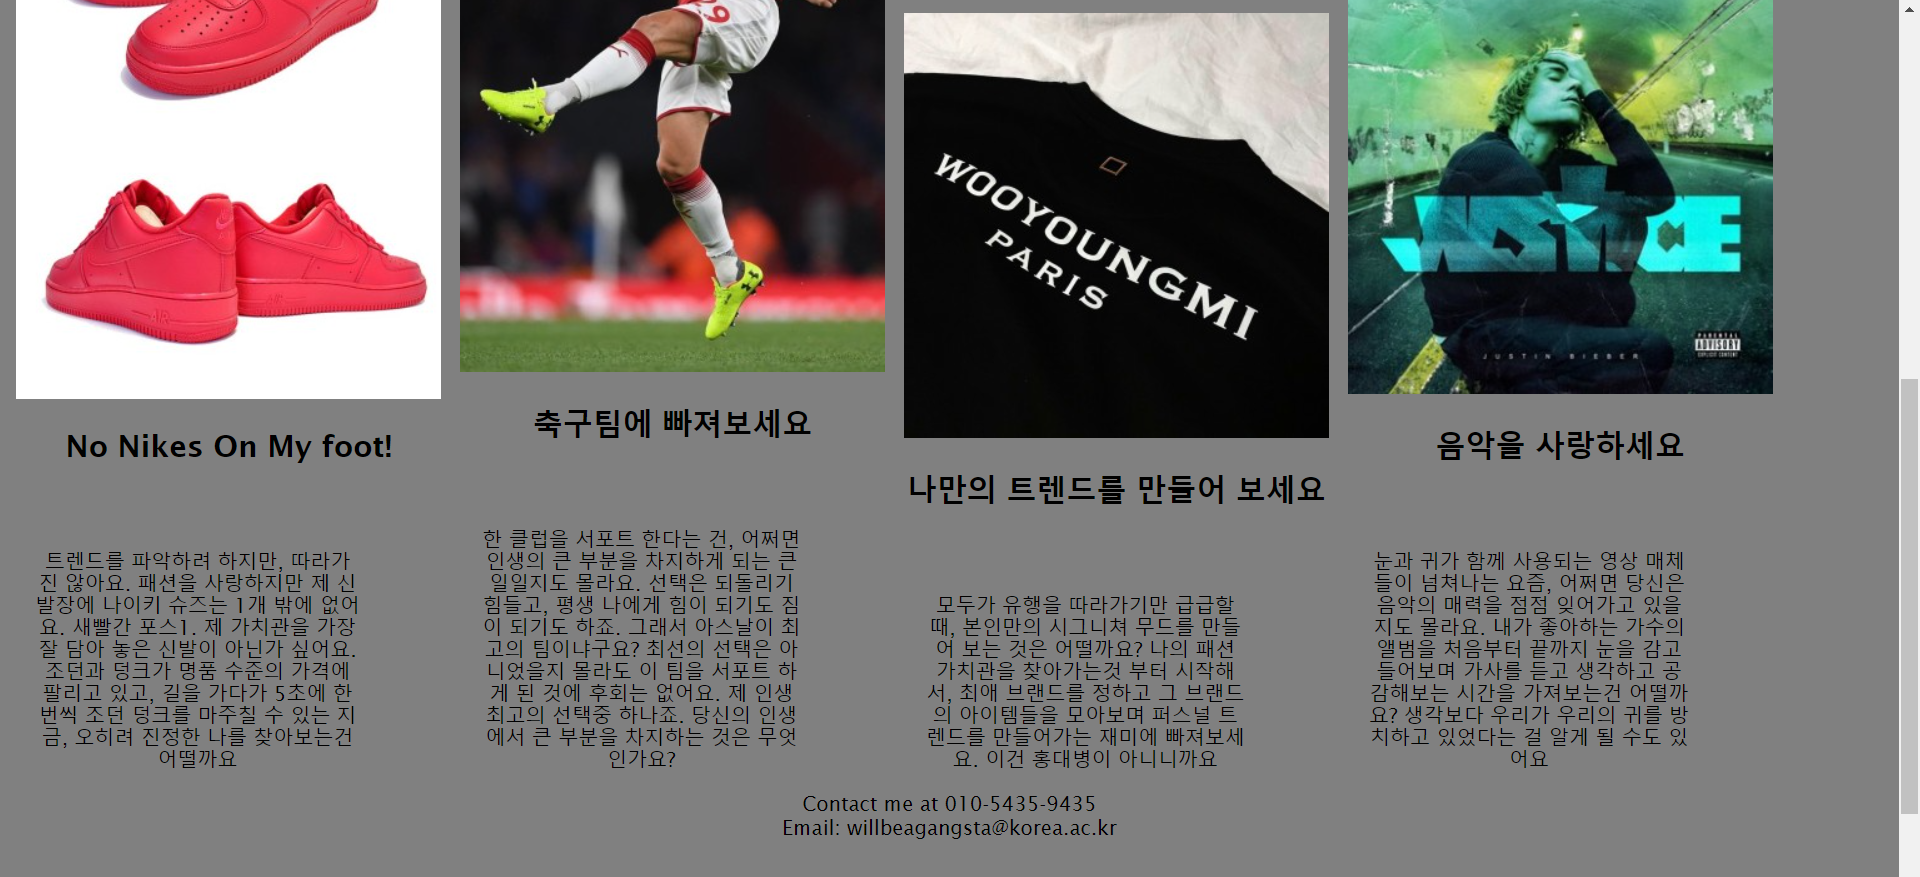 WOOYOUNGMI
PARIS
JUSTICE
JUSTIN BIEBER
PARENTAL
ADVISORY
EXPLICIT CONTENT
No Nikes On My foot!
트렌드를 파악하려 하지만, 따라가
진 않아요. 패션을 사랑하지만 제 신
발장에 나이키 슈즈는 1개 밖에 없어
요. 새빨간 포스1. 제 가치관을 가장
잘 담아 놓은 신발이 아닌가 싶어요.
조던과 덩크가 명품 수준의 가격에
팔리고 있고, 길을 가다가 5초에 한
번씩 조던 덩크를 마주칠 수 있는 지
금, 오히려 진정한 나를 찾아보는건
어떨까요
축구팀에 빠져보세요
한 클럽을 서포트 한다는 건, 어쩌면
인생의 큰 부분을 차지하게 되는 큰
일일지도 몰라요. 선택은 되돌리기
힘들고, 평생 나에게 힘이 되기도 짐
이 되기도 하죠. 그래서 아스날이 최
고의 팀이냐구요? 최선의 선택은 아
니었을지 몰라도 이 팀을 서포트 하
게 된 것에 후회는 없어요. 제 인생
최고의 선택중 하나죠. 당신의 인생
에서 큰 부분을 차지하는 것은 무엇
인가요?
나만의 트렌드를 만들어 보세요
모두가 유행을 따라가기만 급급할
때, 본인만의 시그니쳐 무드를 만들
어 보는 것은 어떨까요? 나의 패션
가치관을 찾아가는것 부터 시작해
서, 최애 브랜드를 정하고 그 브랜드
의 아이템들을 모아보며 퍼스널 트
렌드를 만들어가는 재미에 빠져보세
요. 이건 홍대병이 아니니까요
음악을 사랑하세요
눈과 귀가 함께 사용되는 영상 매체
들이 넘쳐나는 요즘, 어쩌면 당신은
음악의 매력을 점점 잊어가고 있을
지도 몰라요. 내가 좋아하는 가수의
앨범을 처음부터 끝까지 눈을 감고
들어보며 가사를 듣고 생각하고 공
감해보는 시간을 가져보는건 어떨까
요? 생각보다 우리가 우리의 귀를 방
치하고 있었다는 걸 알게 될 수도 있
어요
Contact me at 010-5435-9435
Email: willbeagangsta@korea.ac.kr